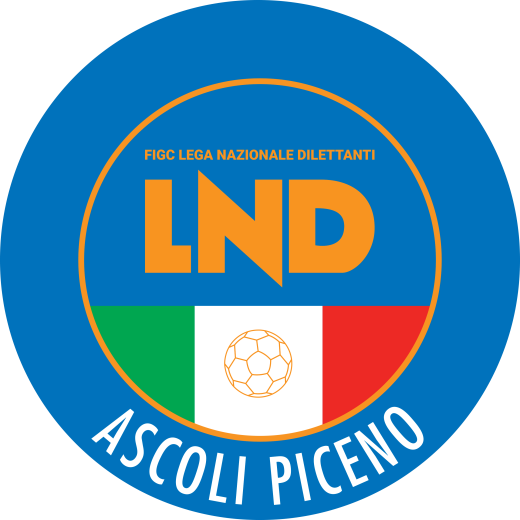 FIGC LEGA NAZIONALE DILETTANTI
LND
ASCOLI PICENO